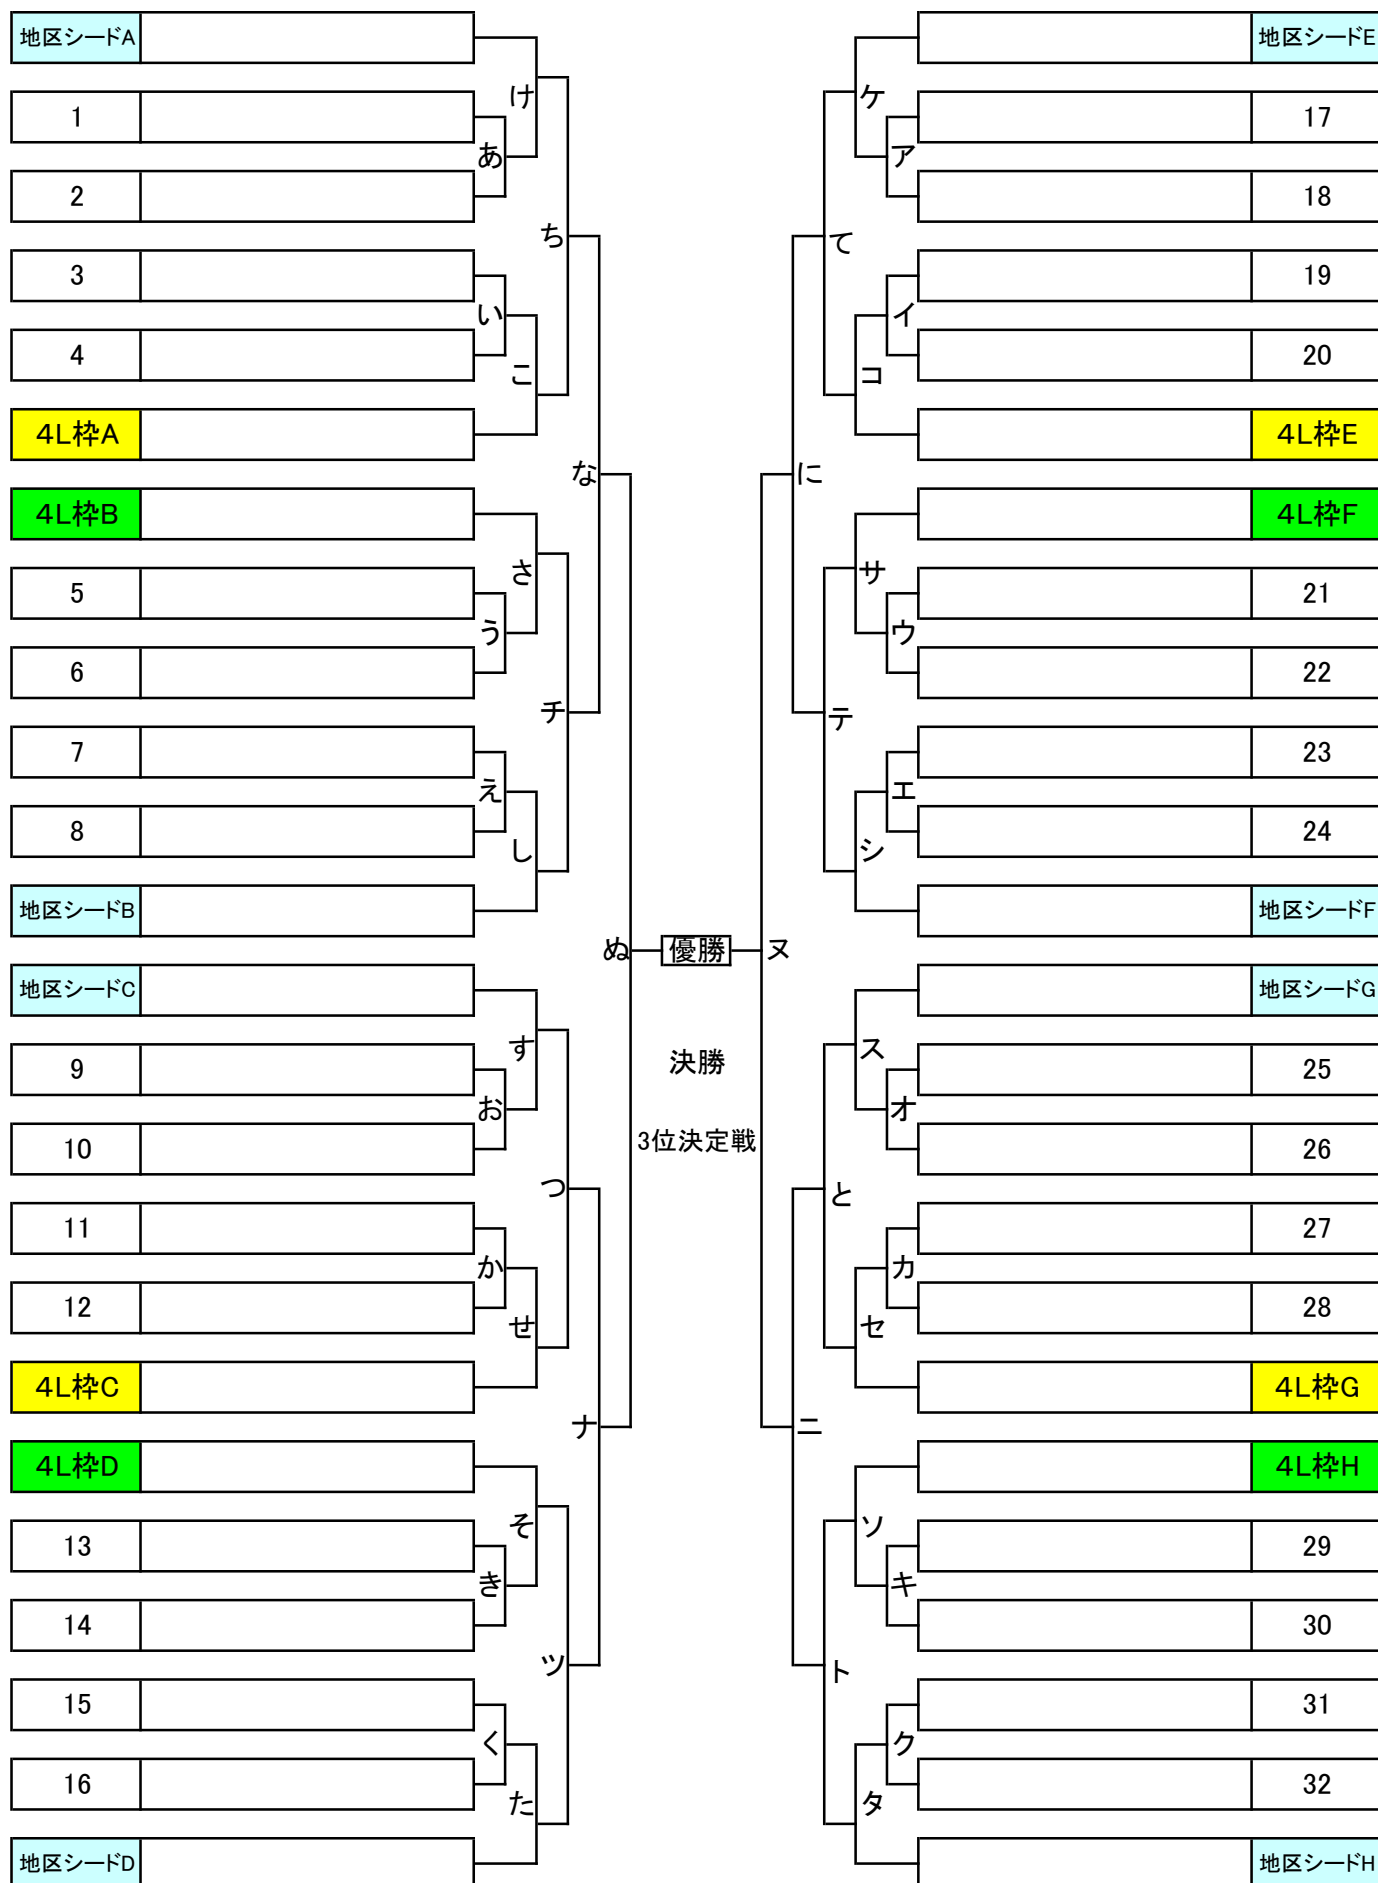 地区シードA
1
2
3
4
4L枠A
4L枠B
5
6
7
8
地区シードB
地区シードC
9
10
11
12
4L枠C
4L枠D
13
14
15
16
地区シードD
け
あ
ち
い
こ
な
さ
う
チ
え
し
ぬ
す
お
つ
か
せ
ナ
そ
き
ツ
く
た
優勝
決勝
3位決定戦
ケ
ア
て
イ
コ
に
サ
ウ
テ
エ
シ
ヌ
ス
オ
と
カ
セ
ニ
ソ
キ
ト
ク
タ
地区シードE
17
18
19
20
4L枠E
4L枠F
21
22
23
24
地区シードF
地区シードG
25
26
27
28
4L枠G
4L枠H
29
30
31
32
地区シードH